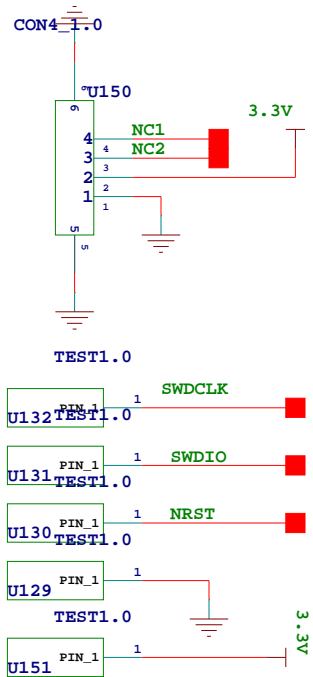 CON4_1.0
6
6
U150
3.3V
4
NC1
4
3
NC2
3
2
2
1
1
5
5
TEST1.0
SWDCLK
PIN_1
1
U132
TEST1.0
SWDIO
PIN_1
1
U131
TEST1.0
NRST
PIN_1
1
U130
TEST1.0
PIN_1
1
U129
TEST1.0
3.3V
PIN_1
1
U151